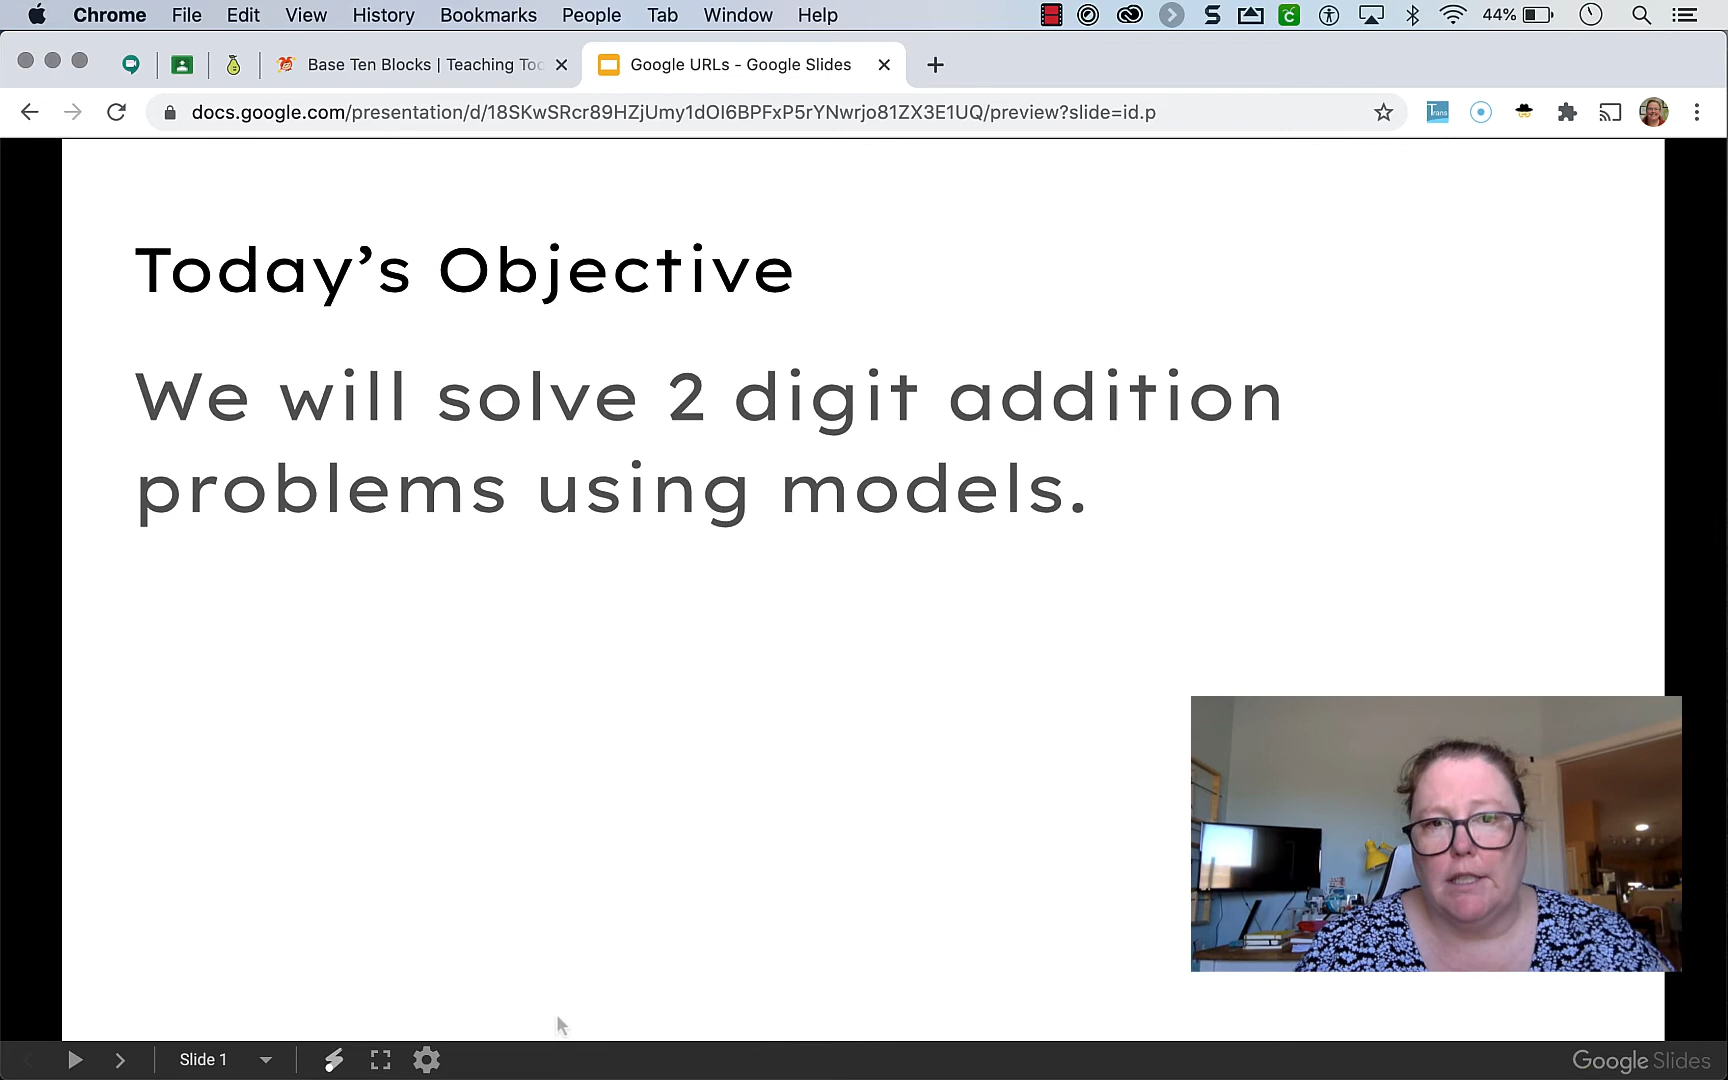 Chrome File Edit View History Bookmarks People Tab Window Help 44%
Base Ten Blocks | Teaching Too Google URLs - Google Slides
docs.google.com/presentation/d/18SKwSRcr89HZjUmy1dOI6BPFxP5rYNwrjo81ZX3E1UQ/preview?slide=id.p Trans
Today's Objective
We will solve 2 digit addition
problems using models.
Slide 1 Google Slides